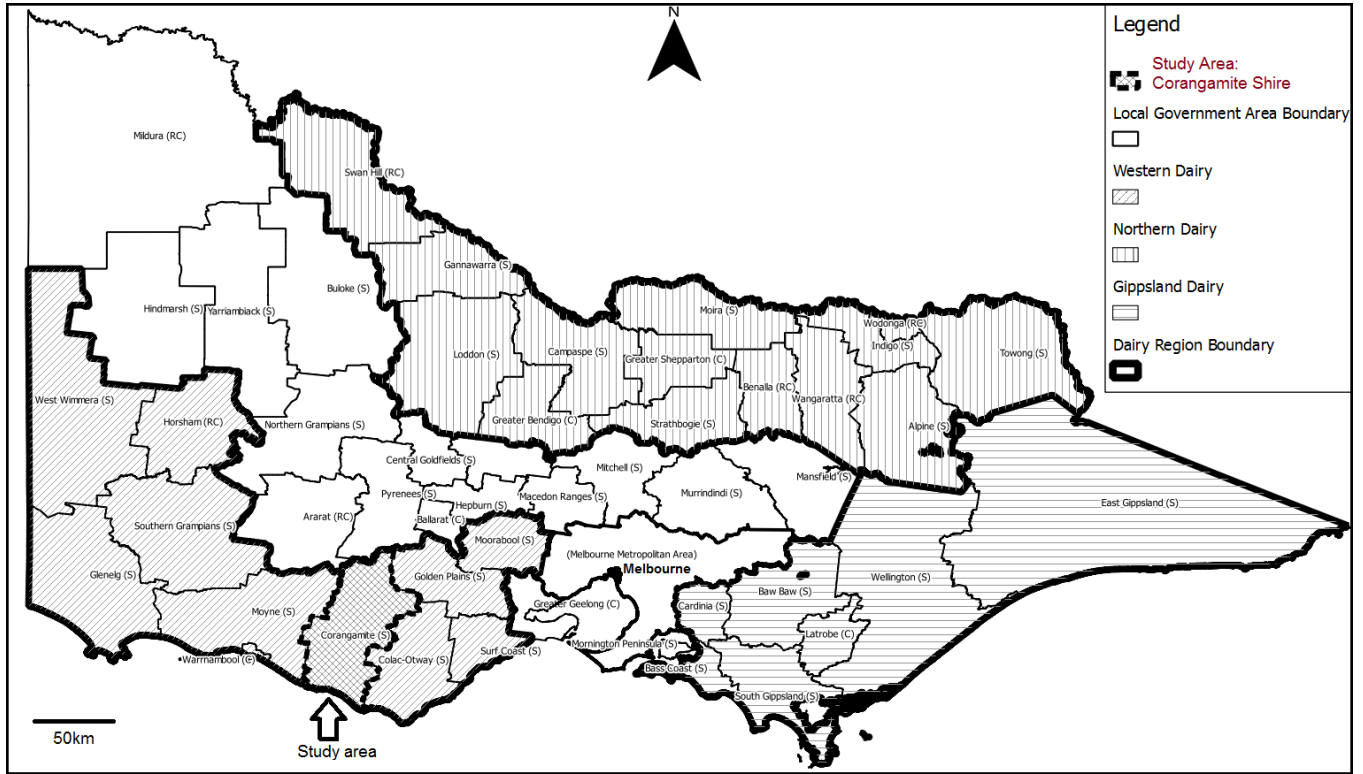 N
Legend
Study Area:
Corangamite Shire
Local Government Area Boundary
Western Dairy
Northern Dairy
Gippsland Dairy
Dairy Region Boundary
Mildura (RC)
Swan Hill (RC)
Gannawarra (S)
Buloke (S)
Hindmarsh (S)
Yarriambiack (S)
Moira (S)
Wodonga (RC)
Indigo (S)
Towong (S)
Loddon (S)
Campaspe (S)
Greater Shepparton (C)
Benalla (RC)
Wangaratta (RC)
West Wimmera (S)
Horsham (RC)
Northern Grampians (S)
Greater Bendigo (C)
Strathbogie (S)
Alpine (S)
Central Goldfields (S)
Mitchell (S)
Mansfield (S)
Pyrenees (S)
Hepburn (S)
Macedon Ranges (S)
Murrindindi (S)
East Gippsland (S)
Ararat (RC)
Ballarat (C)
Southern Grampians (S)
Moorabool (S)
(Melbourne Metropolitan Area)
Melbourne
Glenelg (S)
Golden Plains (S)
Wellington (S)
Baw Baw (S)
Moyne (S)
Greater Geelong (C)
Cardinia (S)
Corangamite (S)
Latrobe (C)
Mornington Peninsula (S)
Surf Coast (S)
Warrnambool (C)
Colac-Otway (S)
Bass Coast (S)
South Gippsland (S)
50km
Study area